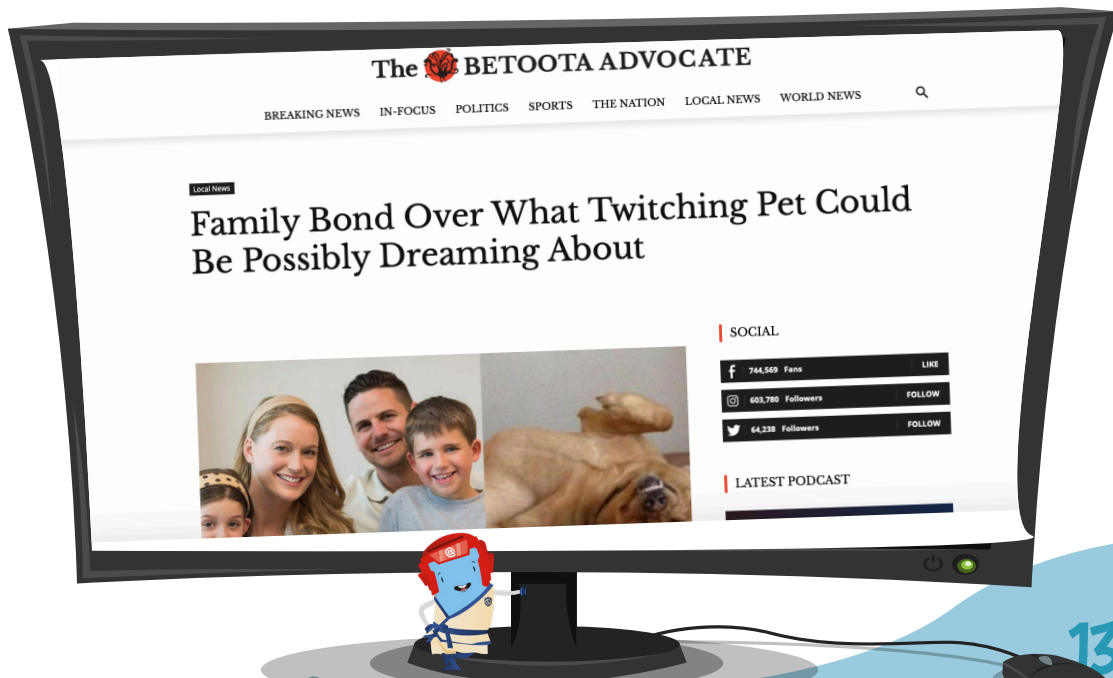 The BETOOTA ADVOCATE
BREAKING NEWS IN-FOCUS POLITICS SPORTS THE NATION LOCAL NEWS WORLD NEWS
Local News
Family Bond Over What Twitching Pet Could
Be Possibly Dreaming About
SOCIAL
744,569 Fans LIKE
603,780 Followers FOLLOW
64,238 Followers FOLLOW
LATEST PODCAST
@
13